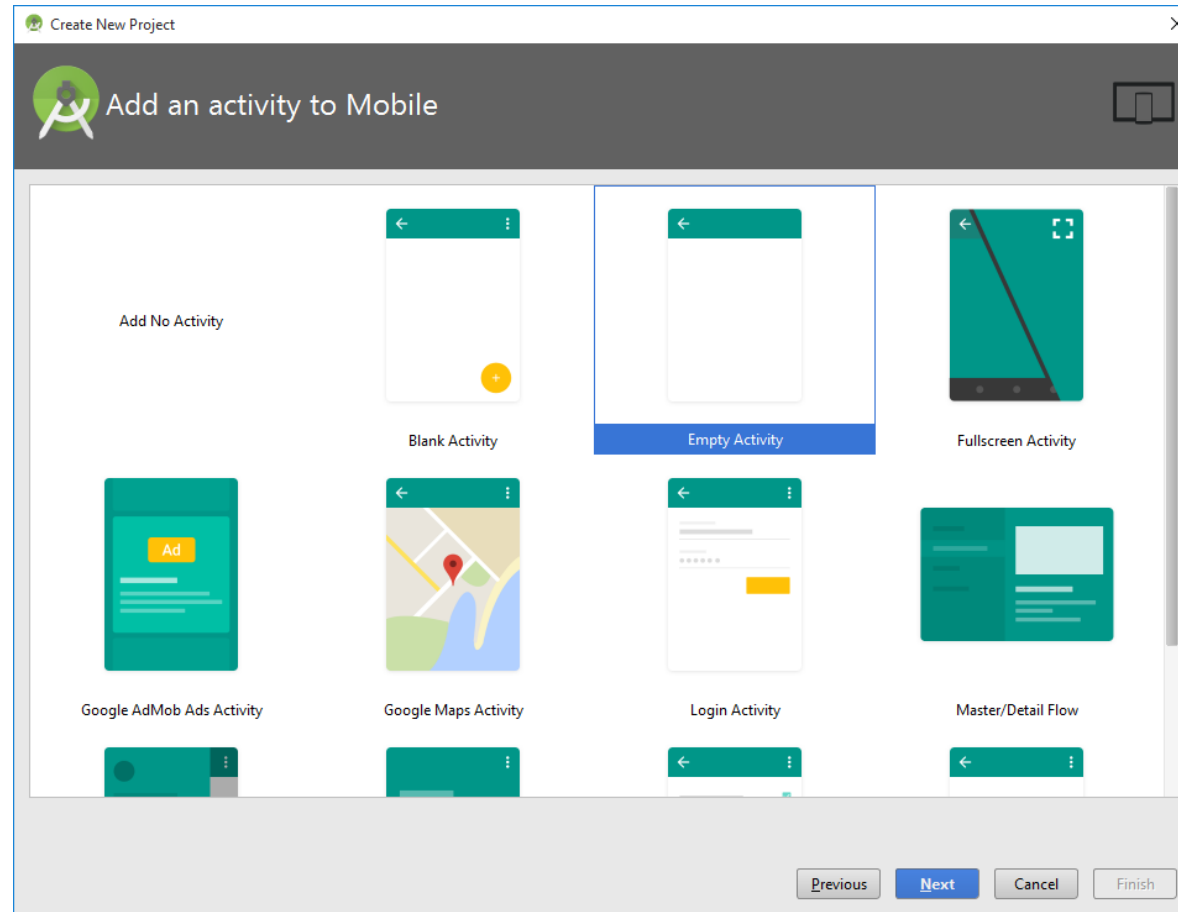 Create New Project
Add an activity to Mobile
Add No Activity
Blank Activity
Empty Activity
Fullscreen Activity
Ad
Google AdMob Ads Activity
Google Maps Activity
Login Activity
Master/Detail Flow
Previous
Next
Cancel
Finish